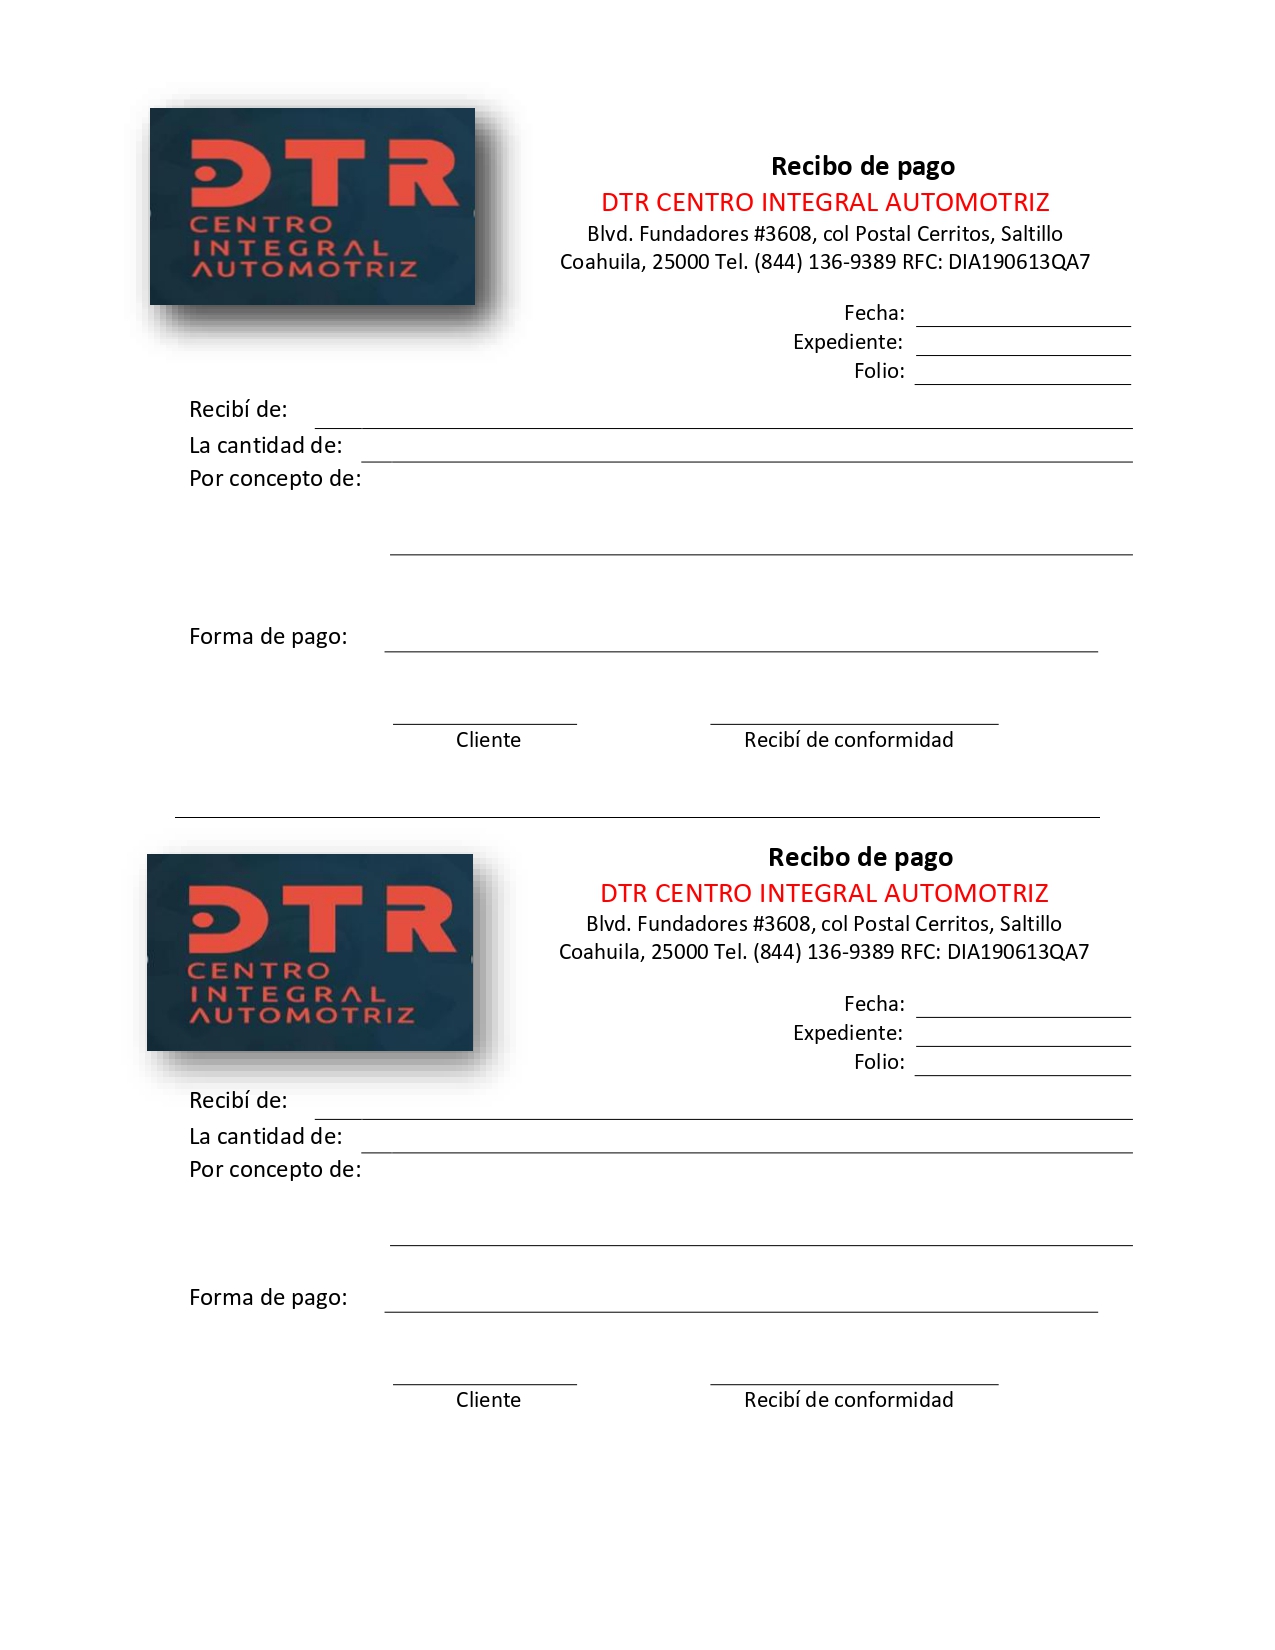 DTR
CENTRO
INTEGRAL
AUTOMOTRIZ
Recibo de pago
DTR CENTRO INTEGRAL AUTOMOTRIZ
Blvd. Fundadores #3608, col Postal Cerritos, Saltillo
Coahuila, 25000 Tel. (844) 136-9389 RFC: DIA190613QA7
Fecha:
Expediente:
Folio:
Recibí de:
La cantidad de:
Por concepto de:
Forma de pago:
Cliente Recibí de conformidad
DTR
CENTRO
INTEGRAL
AUTOMOTRIZ
Recibo de pago
DTR CENTRO INTEGRAL AUTOMOTRIZ
Blvd. Fundadores #3608, col Postal Cerritos, Saltillo
Coahuila, 25000 Tel. (844) 136-9389 RFC: DIA190613QA7
Fecha:
Expediente:
Folio:
Recibí de:
La cantidad de:
Por concepto de:
Forma de pago:
Cliente Recibí de conformidad